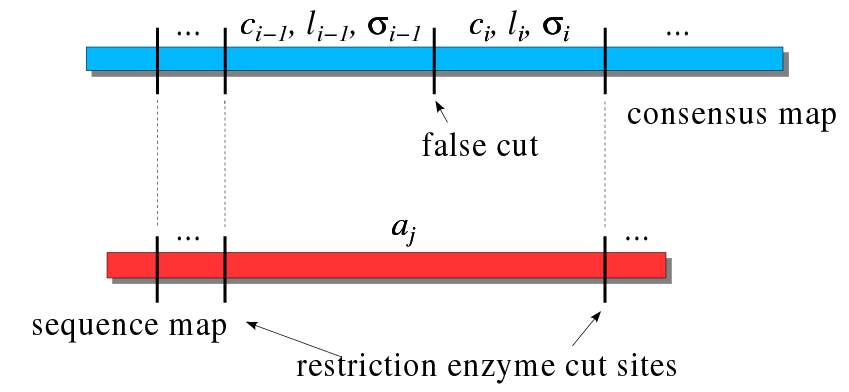 ... c_{i-1}, l_{i-1}, σ_{i-1} c_i, l_i, σ_i ...
consensus map
false cut
... a_j ...
sequence map
restriction enzyme cut sites